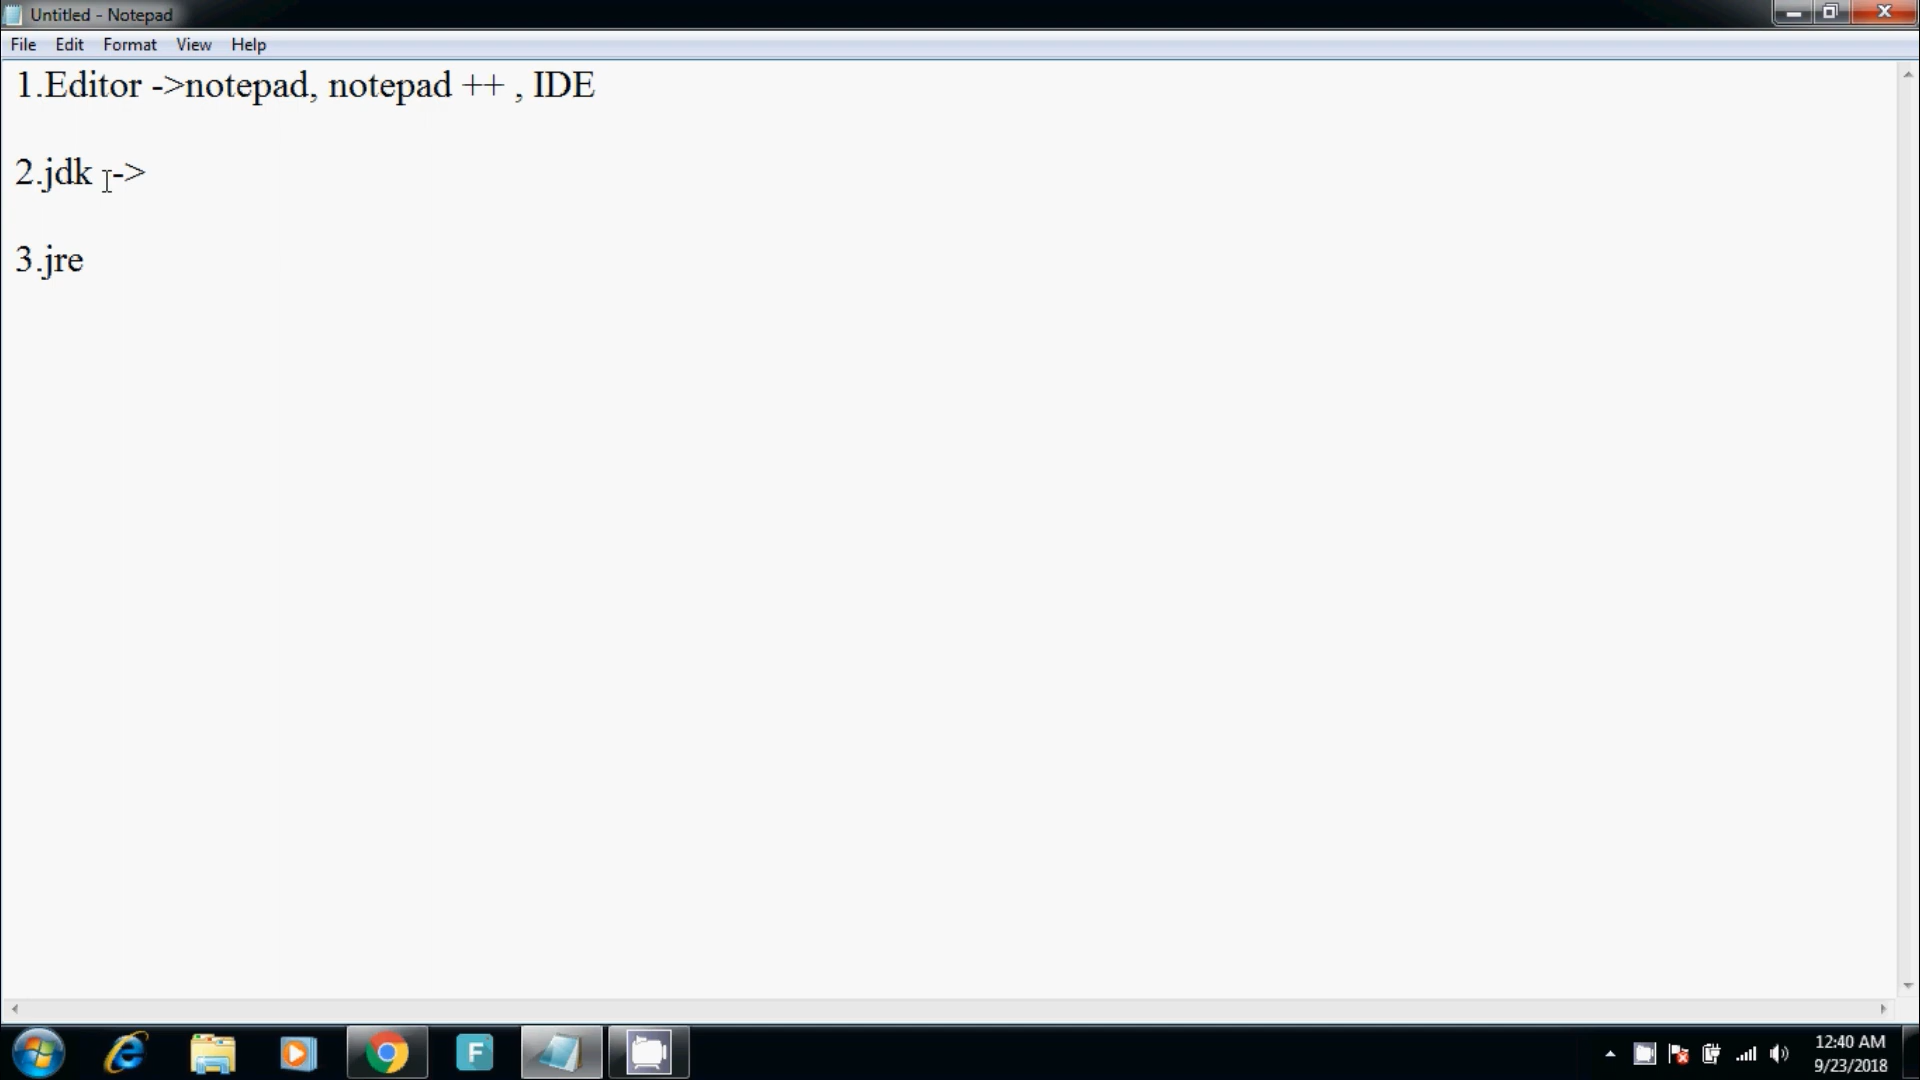 Untitled - Notepad
File Edit Format View Help
1.Editor ->notepad, notepad ++ , IDE
2.jdk ->
3.jre
F
12:40 AM
9/23/2018